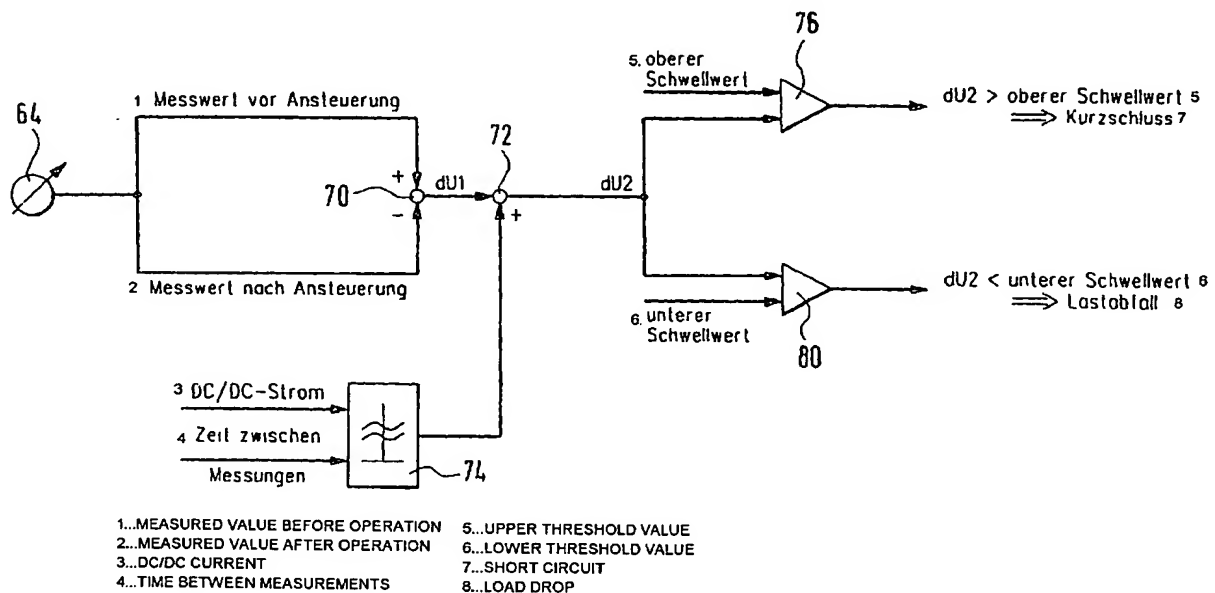 76
5. oberer
Schwellwert
1 Messwert vor Ansteuerung
dU2 > oberer Schwellwert 5
⟹ Kurzschluss 7
64
72
+
70
dU1
+
dU2
-
2 Messwert nach Ansteuerung
dU2 < unterer Schwellwert 6
⟹ Lastabfall 8
6. unterer
Schwellwert
80
3 DC/DC-Strom
4 Zeit zwischen
Messungen
74
1...MEASURED VALUE BEFORE OPERATION
2...MEASURED VALUE AFTER OPERATION
3...DC/DC CURRENT
4...TIME BETWEEN MEASUREMENTS
5...UPPER THRESHOLD VALUE
6...LOWER THRESHOLD VALUE
7...SHORT CIRCUIT
8...LOAD DROP